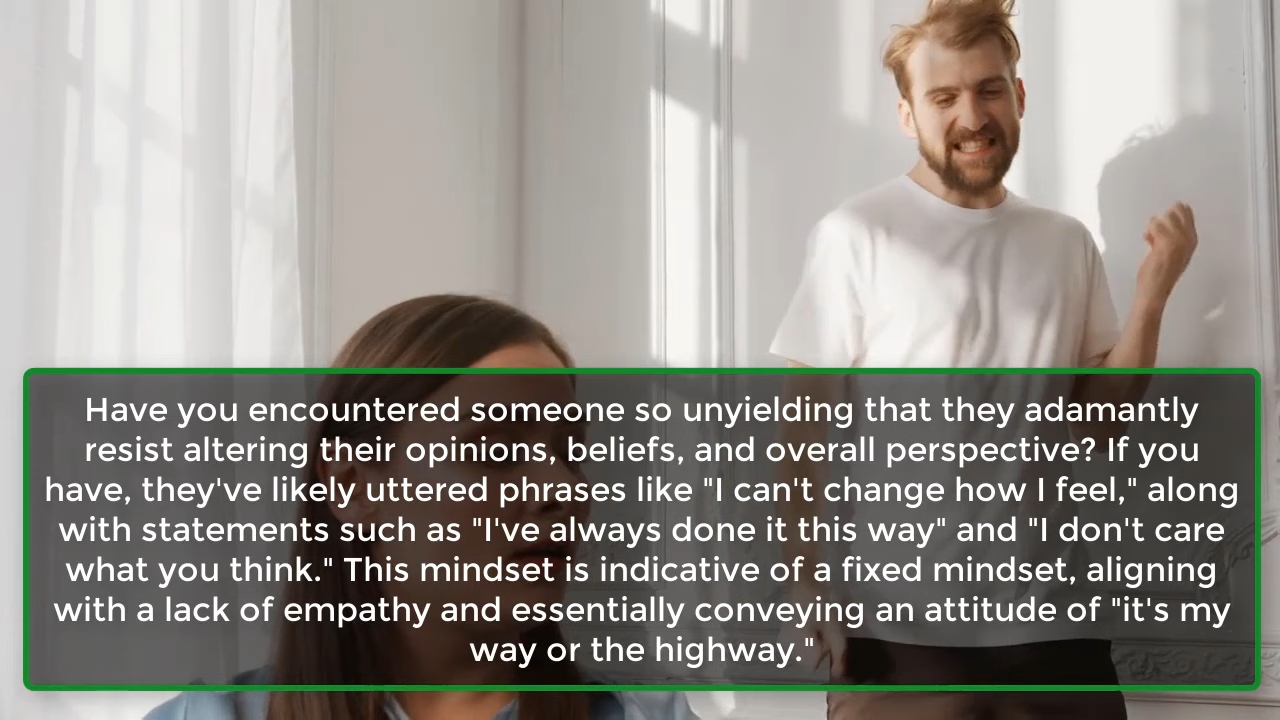 Have you encountered someone so unyielding that they adamantly
resist altering their opinions, beliefs, and overall perspective? If you
have, they've likely uttered phrases like "I can't change how I feel," along
with statements such as "I've always done it this way" and "I don't care
what you think." This mindset is indicative of a fixed mindset, aligning
with a lack of empathy and essentially conveying an attitude of "it's my
way or the highway."